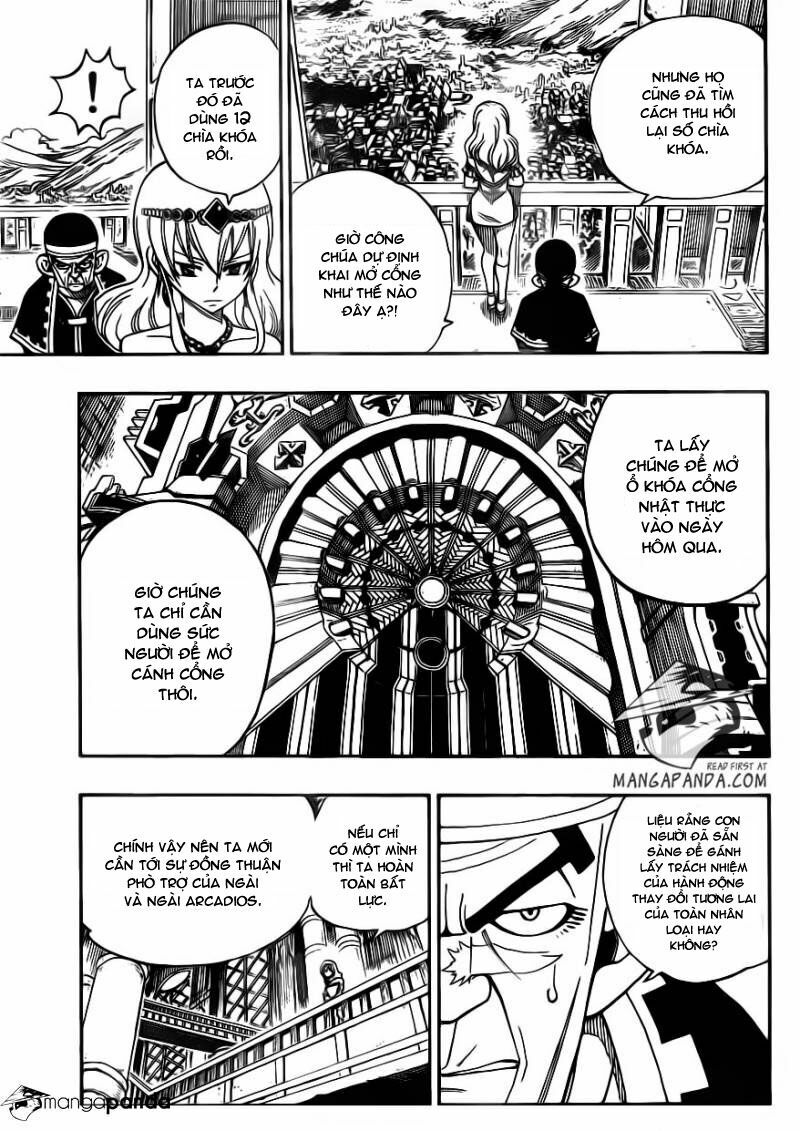 NHƯNG HỌ
CŨNG ĐÃ TÌM
CÁCH THU HỒI
LẠI SỐ CHÌA
KHÓA.
GIỜ CÔNG
CHÚA DỰ ĐỊNH
KHAI MỞ CỔNG
NHƯ THẾ NÀO
ĐÂY Ạ?!
TA TRƯỚC
ĐÓ ĐÃ
DÙNG 12
CHÌA KHÓA
RỒI.
!
TA LẤY
CHÚNG ĐỂ MỞ
Ổ KHÓA CỔNG
NHẬT THỰC
VÀO NGÀY
HÔM QUA.
GIỜ CHÚNG
TA CHỈ CẦN
DÙNG SỨC
NGƯỜI ĐỂ MỞ
CÁNH CỔNG
THÔI.
READ FIRST AT
MANGAPANDA.COM
LIỆU RẰNG CON
NGƯỜI ĐÃ SẴN
SÀNG ĐỂ GÁNH
LẤY TRÁCH NHIỆM
CỦA HÀNH ĐỘNG
THAY ĐỔI TƯƠNG LAI
CỦA TOÀN NHÂN
LOẠI HAY
KHÔNG?
NẾU CHỈ
CÓ MỘT MÌNH
THÌ TA HOÀN
TOÀN BẤT
LỰC.
CHÍNH VẬY NÊN TA MỚI
CẦN TỚI SỰ ĐỒNG THUẬN
PHÒ TRỢ CỦA NGÀI
VÀ NGÀI ARCADIOS.
mangapanda